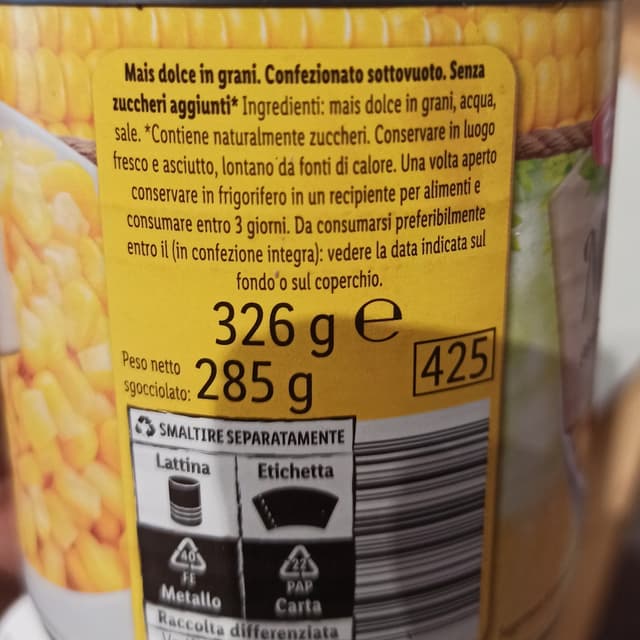 Mais dolce in grani. Confezionato sottovuoto. Senza
zuccheri aggiunti* Ingredienti: mais dolce in grani, acqua,
sale. *Contiene naturalmente zuccheri. Conservare in luogo
fresco e asciutto, lontano da fonti di calore. Una volta aperto
conservare in frigorifero in un recipiente per alimenti e
consumare entro 3 giorni. Da consumarsi preferibilmente
entro il (in confezione integra): vedere la data indicata sul
fondo o sul coperchio.
326 g e
Peso netto
sgocciolato: 285 g
425
SMALTIRE SEPARATAMENTE
Lattina Etichetta
40 22
FE PAP
Metallo Carta
Raccolta differenziata